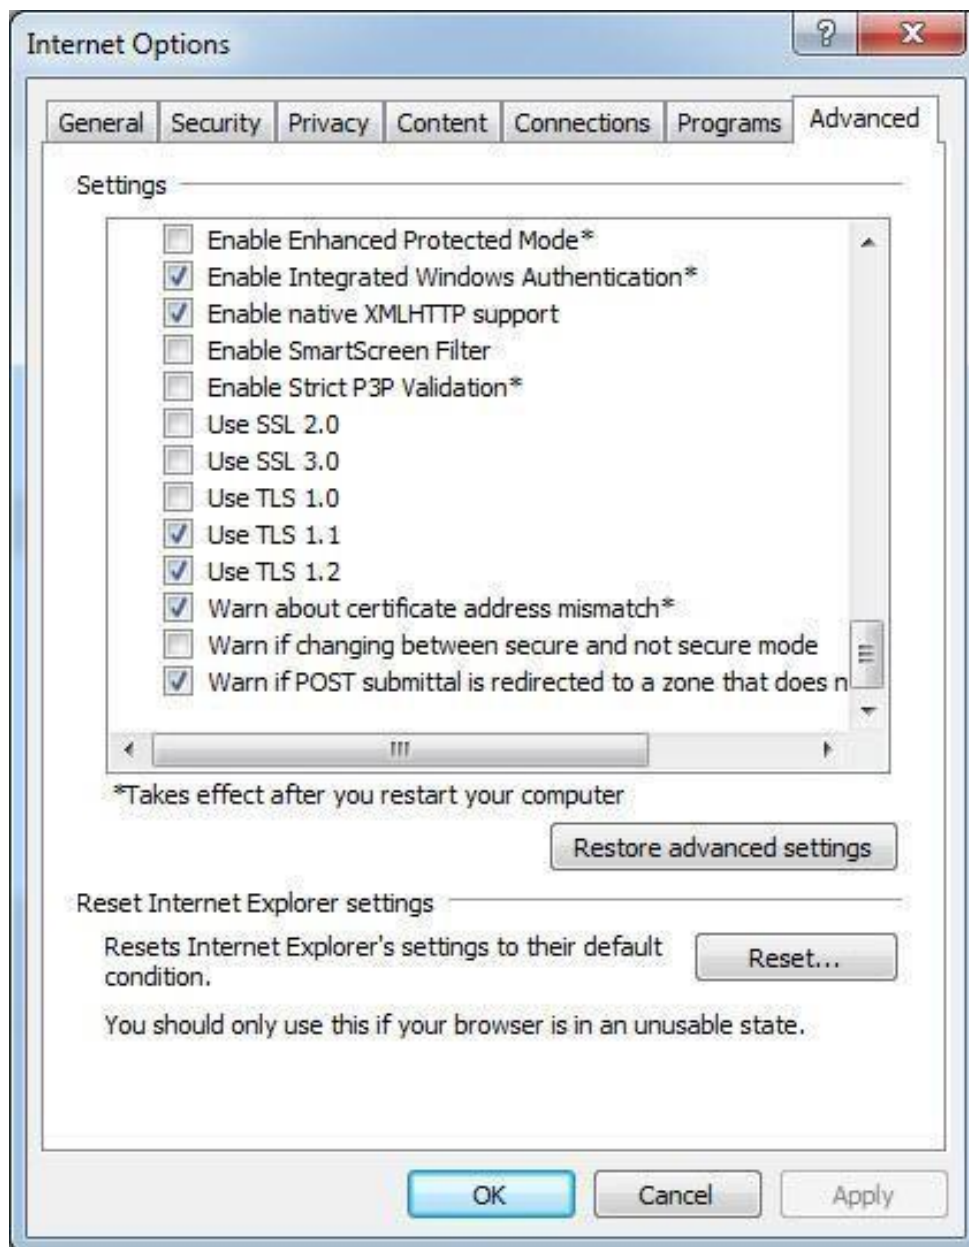 Internet Options
General Security Privacy Content Connections Programs Advanced
Settings
Enable Enhanced Protected Mode*
Enable Integrated Windows Authentication*
Enable native XMLHTTP support
Enable SmartScreen Filter
Enable Strict P3P Validation*
Use SSL 2.0
Use SSL 3.0
Use TLS 1.0
Use TLS 1.1
Use TLS 1.2
Warn about certificate address mismatch*
Warn if changing between secure and not secure mode
Warn if POST submittal is redirected to a zone that does n
*Takes effect after you restart your computer
Restore advanced settings
Reset Internet Explorer settings
Resets Internet Explorer's settings to their default
condition.
Reset...
You should only use this if your browser is in an unusable state.
OK Cancel Apply